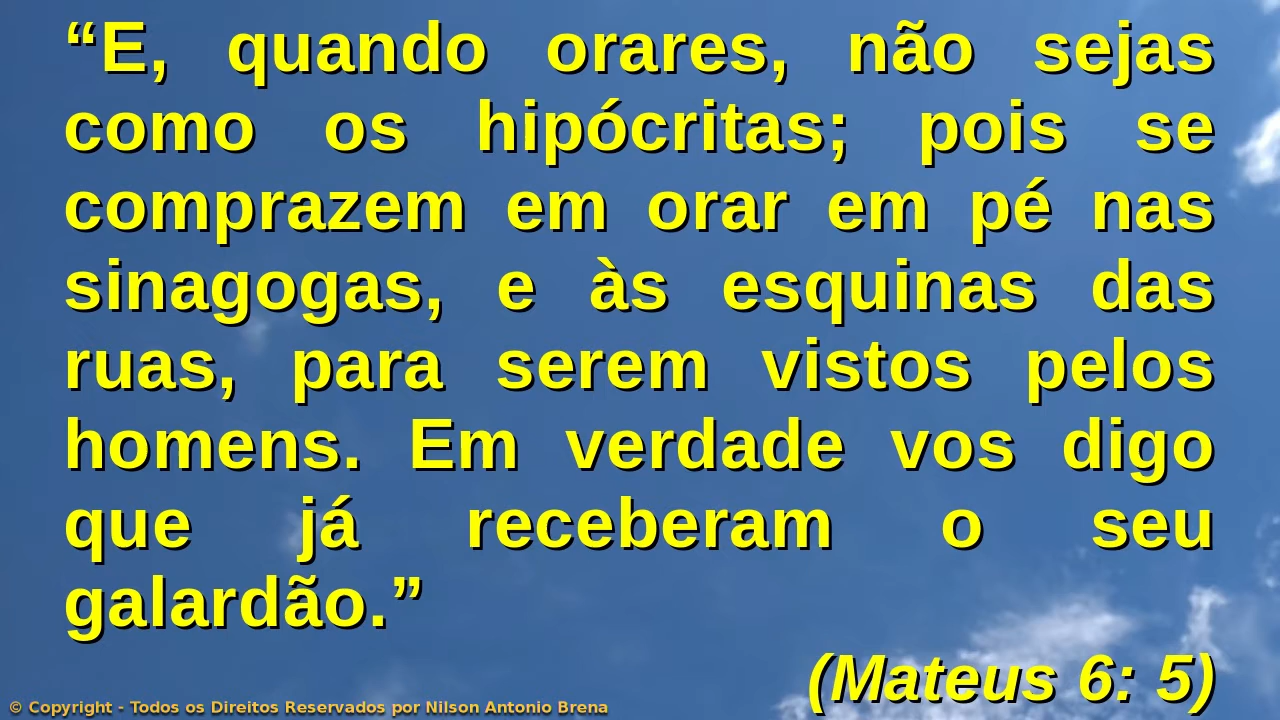 “E, quando orares, não sejas
como os hipócritas; pois se
comprazem em orar em pé nas
sinagogas, e às esquinas das
ruas, para serem vistos pelos
homens. Em verdade vos digo
que já receberam o seu
galardão.”
(Mateus 6: 5)
© Copyright - Todos os Direitos Reservados por Nilson Antonio Brena